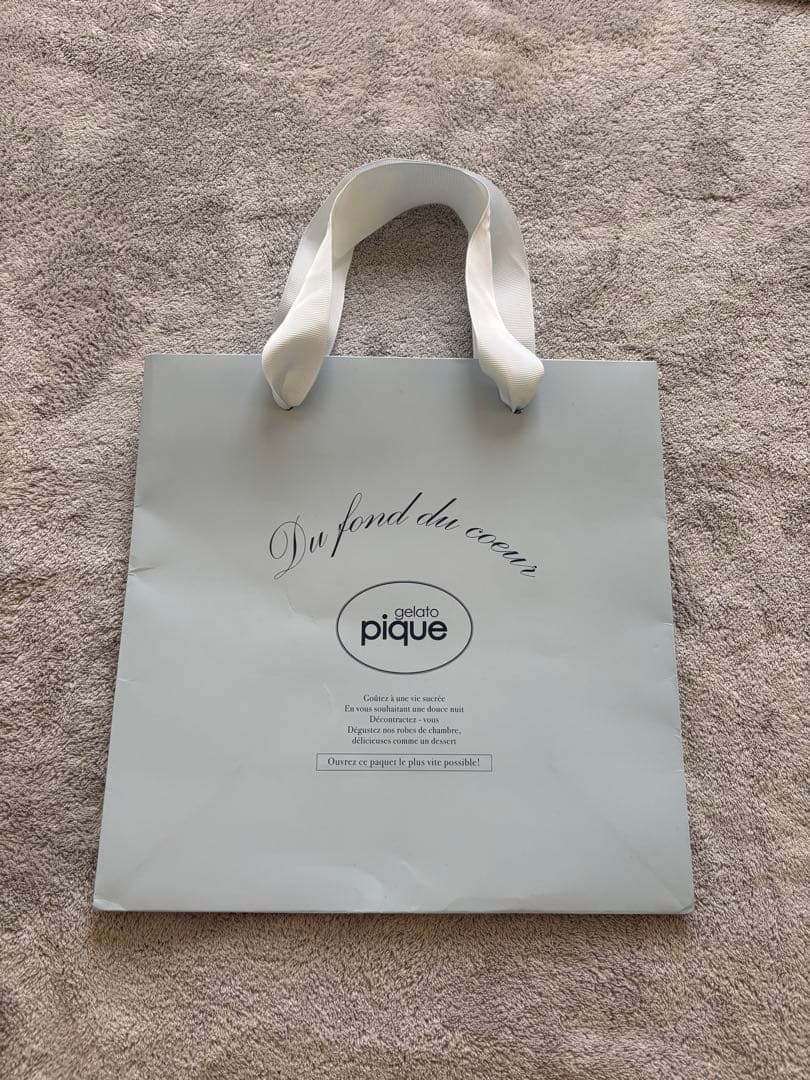 Du fond du coeur
gelato
pique
Goûtez à une vie sucrée
En vous souhaitant une douce nuit
Décontractez - vous
Dégustez nos robes de chambre,
délicieuses comme un dessert
Ouvrez ce paquet le plus vite possible!